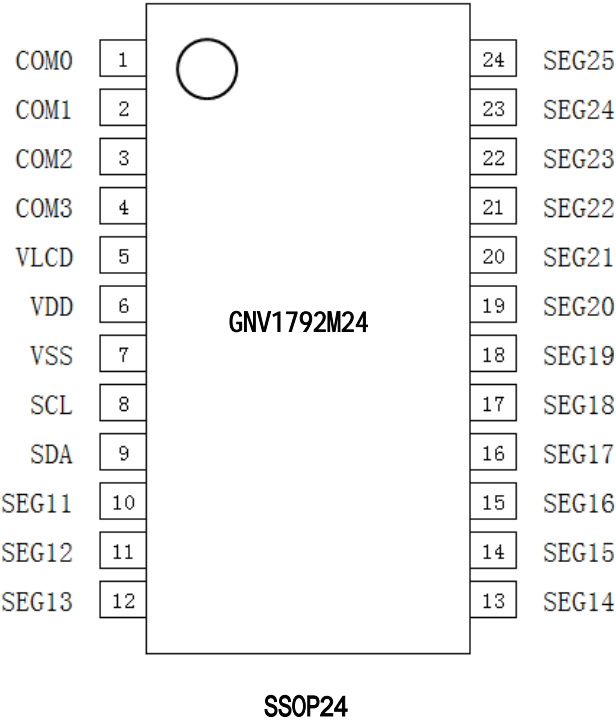 COM0 1 24 SEG25
COM1 2 23 SEG24
COM2 3 22 SEG23
COM3 4 21 SEG22
VLCD 5 20 SEG21
VDD 6 19 SEG20
GNV1792M24
VSS 7 18 SEG19
SCL 8 17 SEG18
SDA 9 16 SEG17
SEG11 10 15 SEG16
SEG12 11 14 SEG15
SEG13 12 13 SEG14
SSOP24